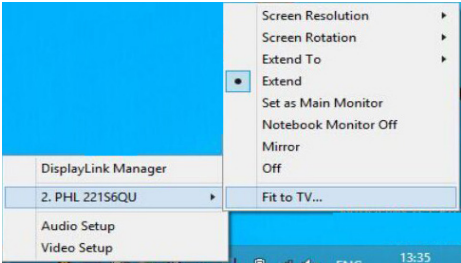 Screen Resolution
Screen Rotation
Extend To
Extend
Set as Main Monitor
Notebook Monitor Off
Mirror
Off
Fit to TV...
DisplayLink Manager
2. PHL 221S6QU
Audio Setup
Video Setup
13:35